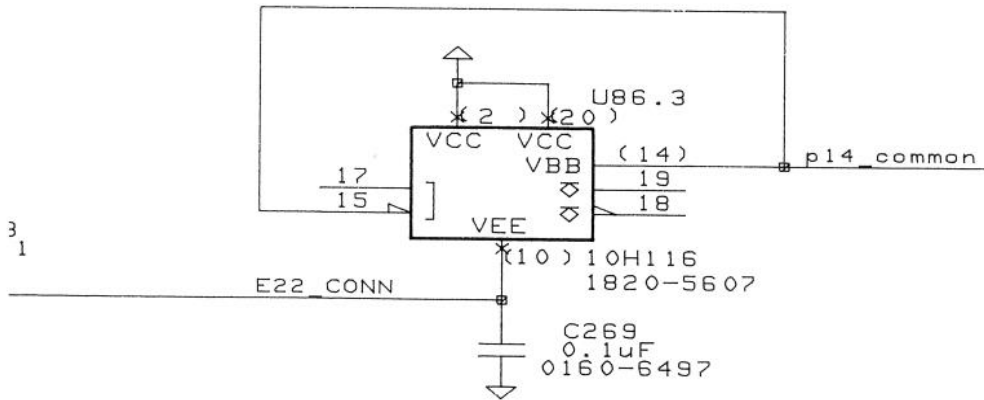 U86.3
(2) (20)
VCC VCC
VBB (14) p14_common
17 19
15 18
VEE
(10) 10H116
1820-5607
1
E22_CONN
C269
0.1uF
0160-6497